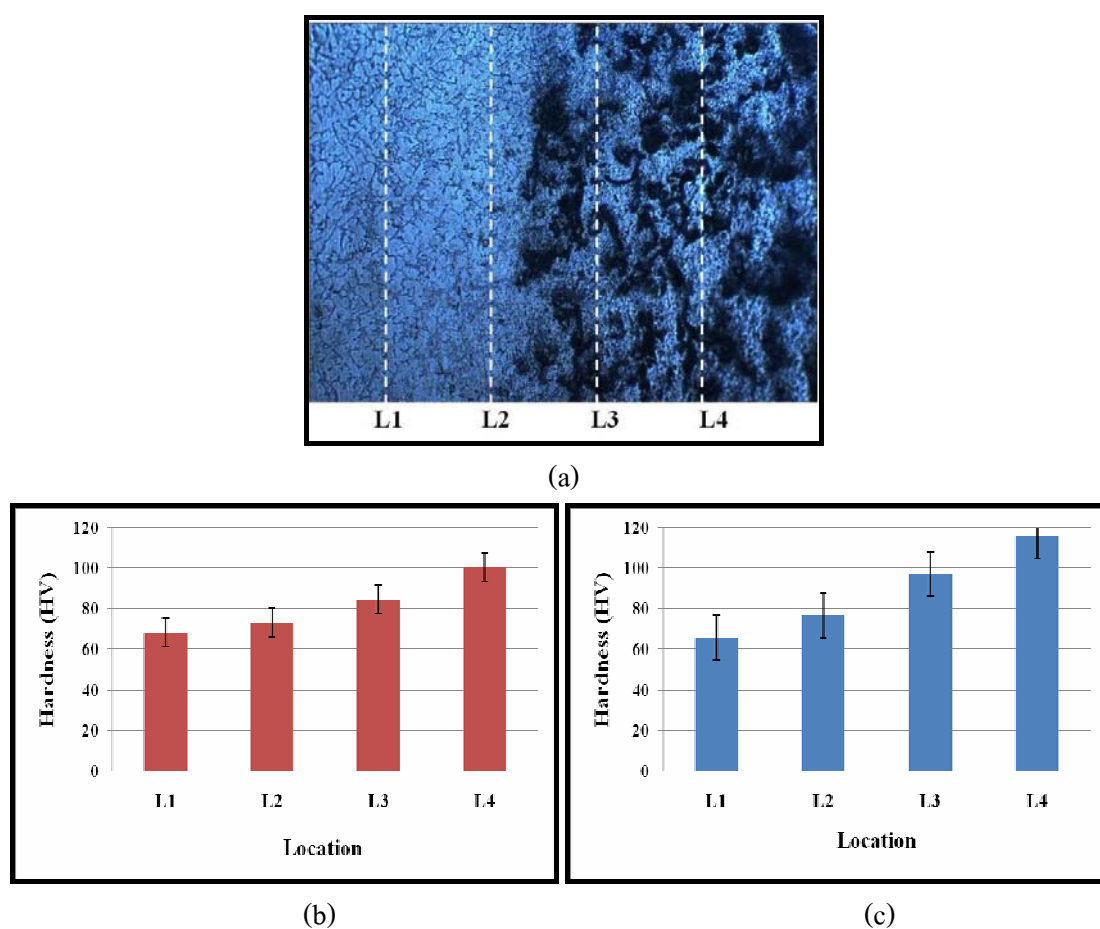 L1 L2 L3 L4
(a)
120
100
80
60
40
20
0
Hardness (HV)
L1 L2 L3 L4
Location
(b)
120
100
80
60
40
20
0
Hardness (HV)
L1 L2 L3 L4
Location
(c)